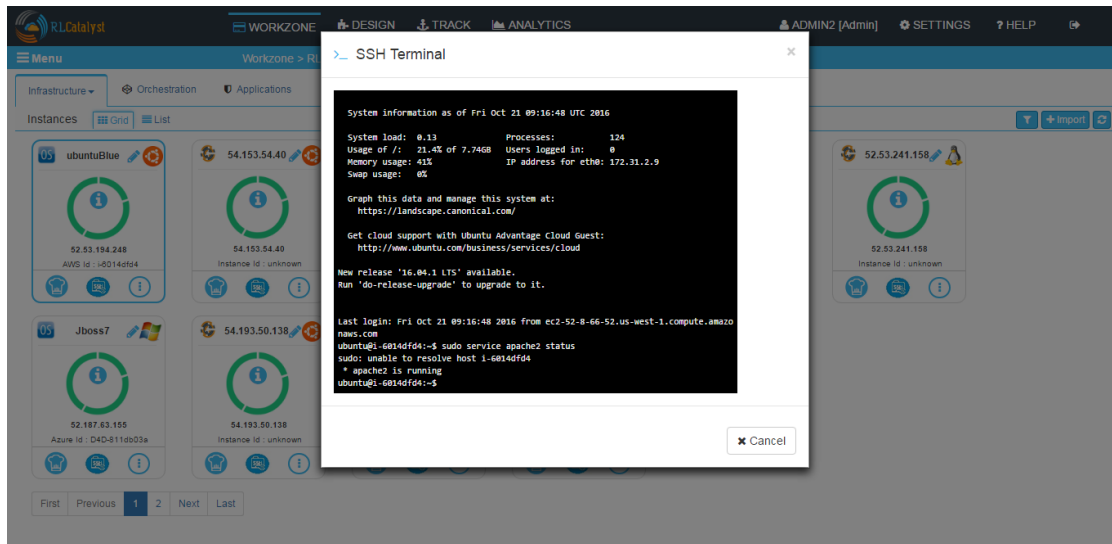 RLCatalyst
WORKZONE
DESIGN
TRACK
ANALYTICS
ADMIN2 [Admin]
SETTINGS
? HELP
Menu
Workzone > RL
Infrastructure
Orchestration
Applications
Instances
Grid
List
+ Import
>_ SSH Terminal
×
System information as of Fri Oct 21 09:16:48 UTC 2016
System load: 0.13 Processes: 124
Usage of /: 21.4% of 7.74GB Users logged in: 0
Memory usage: 41% IP address for eth0: 172.31.2.9
Swap usage: 0%
Graph this data and manage this system at:
https://landscape.canonical.com/
Get cloud support with Ubuntu Advantage Cloud Guest:
http://www.ubuntu.com/business/services/cloud
New release '16.04.1 LTS' available.
Run 'do-release-upgrade' to upgrade to it.
Last login: Fri Oct 21 09:16:48 2016 from ec2-52-8-66-52.us-west-1.compute.amazo
naws.com
ubuntu@i-6014dfd4:~$ sudo service apache2 status
sudo: unable to resolve host i-6014dfd4
* apache2 is running
ubuntu@i-6014dfd4:~$
Cancel
OS ubuntuBlue
52.53.194.248
AWS Id : i-6014dfd4
54.153.54.40
54.153.54.40
Instance Id : unknown
52.53.241.158
52.53.241.158
Instance Id : unknown
OS Jboss7
52.187.63.155
Azure Id : D4D-811db03a
54.193.50.138
54.193.50.138
Instance Id : unknown
First Previous 1 2 Next Last